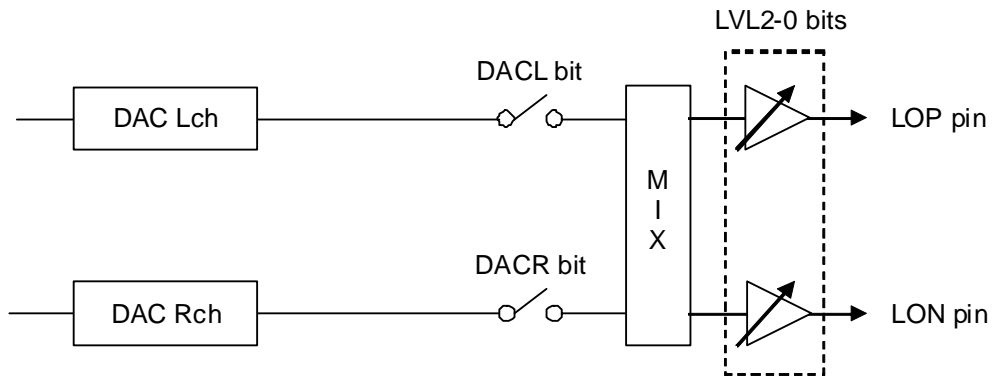 LVL2-0 bits
DACL bit
DAC Lch
LOP pin
M
I
X
DACR bit
DAC Rch
LON pin